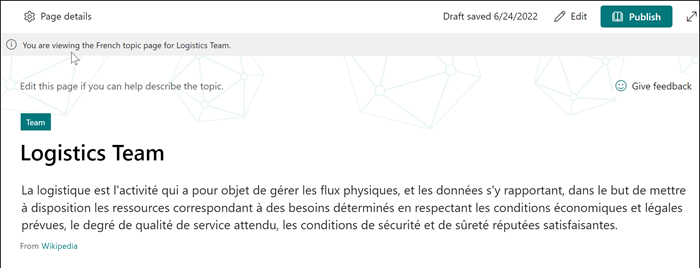 Page details Draft saved 6/24/2022 Edit Publish
You are viewing the French topic page for Logistics Team.
Edit this page if you can help describe the topic. Give feedback
Team
Logistics Team
La logistique est l'activité qui a pour objet de gérer les flux physiques, et les données s'y rapportant, dans le but de mettre
à disposition les ressources correspondant à des besoins déterminés en respectant les conditions économiques et légales
prévues, le degré de qualité de service attendu, les conditions de sécurité et de sûreté réputées satisfaisantes.
From Wikipedia